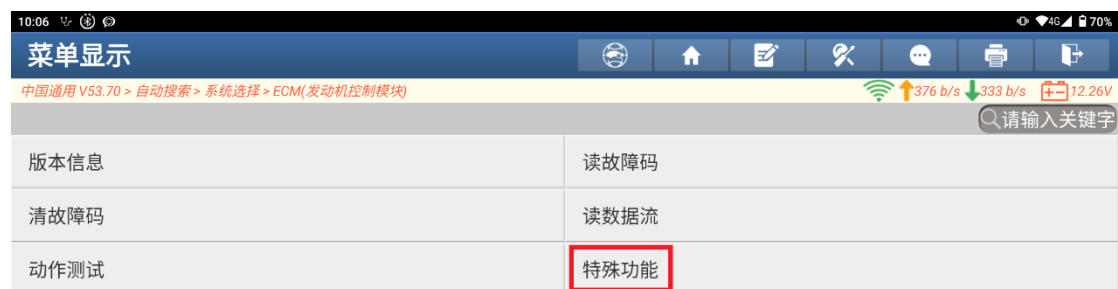 10:06 4G 70%
菜单显示
中国通用 V53.70 > 自动搜索 > 系统选择 > ECM(发动机控制模块) 376 b/s 333 b/s 12.26V
请输入关键字
版本信息 读故障码
清故障码 读数据流
动作测试 特殊功能